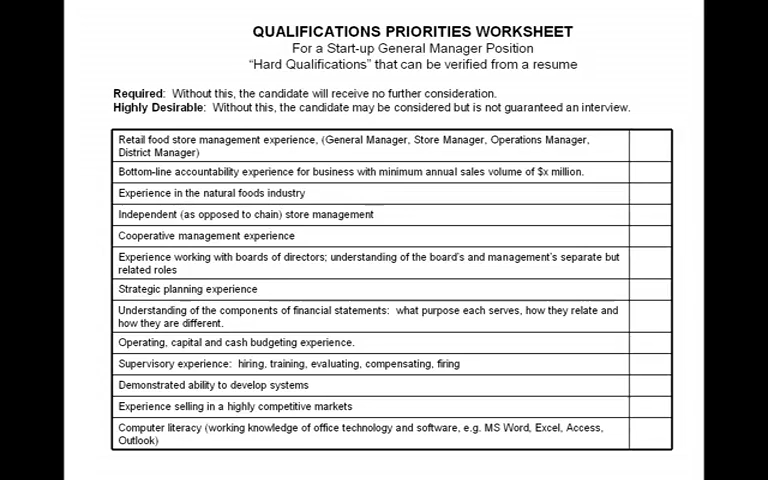 QUALIFICATIONS PRIORITIES WORKSHEET
For a Start-up General Manager Position
“Hard Qualifications” that can be verified from a resume
Required:  Without this, the candidate will receive no further consideration.
Highly Desirable:  Without this, the candidate may be considered but is not guaranteed an interview.
Retail food store management experience, (General Manager, Store Manager, Operations Manager,
District Manager)
Bottom-line accountability experience for business with minimum annual sales volume of $x million.
Experience in the natural foods industry
Independent (as opposed to chain) store management
Cooperative management experience
Experience working with boards of directors; understanding of the board’s and management’s separate but
related roles
Strategic planning experience
Understanding of the components of financial statements:  what purpose each serves, how they relate and
how they are different.
Operating, capital and cash budgeting experience.
Supervisory experience:  hiring, training, evaluating, compensating, firing
Demonstrated ability to develop systems
Experience selling in a highly competitive markets
Computer literacy (working knowledge of office technology and software, e.g. MS Word, Excel, Access,
Outlook)